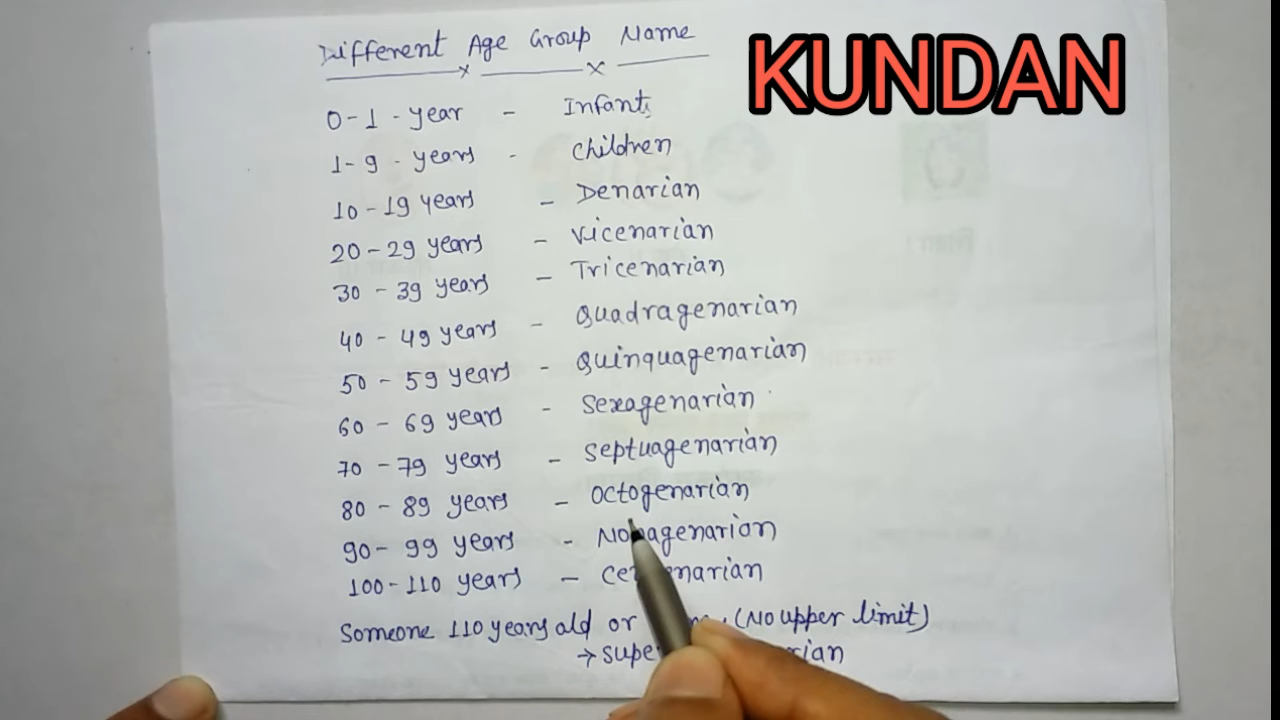 Different Age Group Name
KUNDAN
0-1-year - Infants
1-9-years - children
10-19 years - Denarian
20-29 years - Vicenarian
30-39 years - Tricenarian
40-49 years - Quadragenarian
50-59 years - Quinquagenarian
60-69 years - Sexagenarian
70-79 years - Septuagenarian
80-89 years - Octogenarian
90-99 years -
100-110 years -
Someone 110 years old or (No upper limit)
→